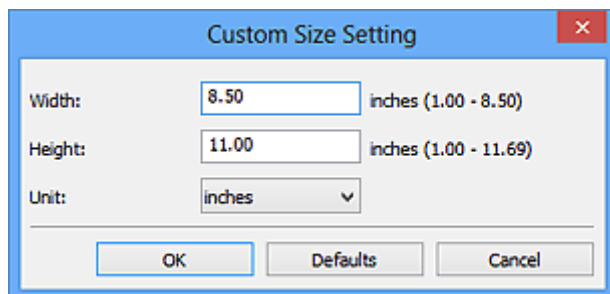 Custom Size Setting
Width: 8.50 inches (1.00 - 8.50)
Height: 11.00 inches (1.00 - 11.69)
Unit: inches
OK Defaults Cancel